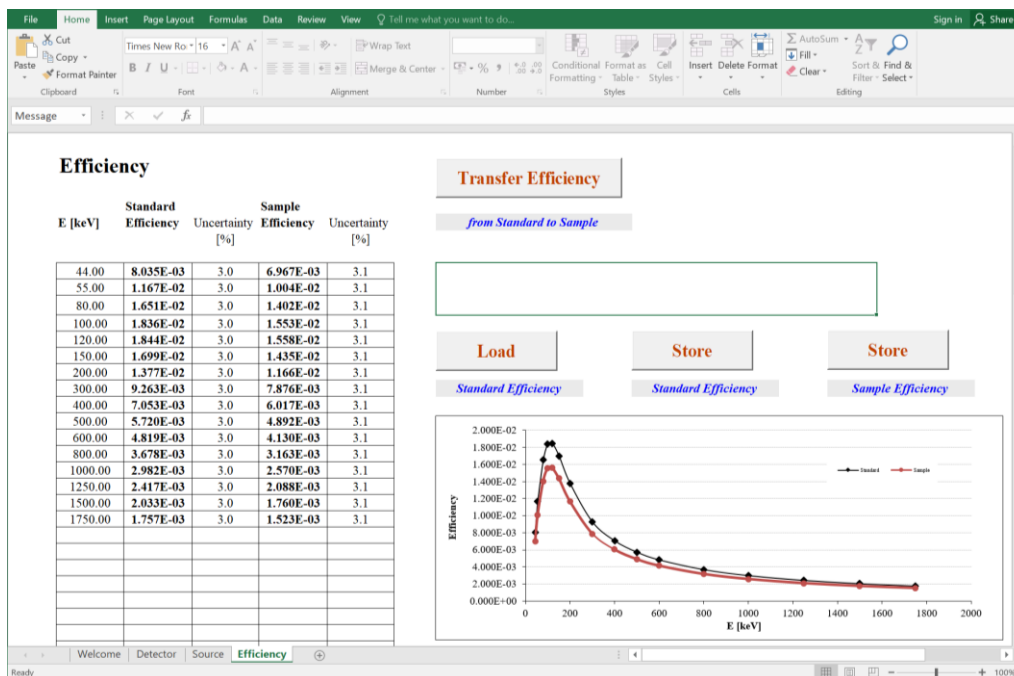 File Home Insert Page Layout Formulas Data Review View Tell me what you want to do... Sign in Share
Cut
Copy
Format Painter
Paste
Times New Ro 16 A A
B I U A
Wrap Text
Merge & Center
% ,
Conditional Formatting
Format as Table
Cell Styles
Insert Delete Format
AutoSum
Fill
Clear
Sort & Filter
Find & Select
Clipboard Font Alignment Number Styles Cells Editing
Message fx
Efficiency
E [keV] Standard Efficiency Uncertainty [%] Sample Efficiency Uncertainty [%]
44.00 8.035E-03 3.0 6.967E-03 3.1
55.00 1.167E-02 3.0 1.004E-02 3.1
80.00 1.651E-02 3.0 1.402E-02 3.1
100.00 1.836E-02 3.0 1.553E-02 3.1
120.00 1.844E-02 3.0 1.558E-02 3.1
150.00 1.699E-02 3.0 1.435E-02 3.1
200.00 1.377E-02 3.0 1.166E-02 3.1
300.00 9.263E-03 3.0 7.876E-03 3.1
400.00 7.053E-03 3.0 6.017E-03 3.1
500.00 5.720E-03 3.0 4.892E-03 3.1
600.00 4.819E-03 3.0 4.130E-03 3.1
800.00 3.678E-03 3.0 3.163E-03 3.1
1000.00 2.982E-03 3.0 2.570E-03 3.1
1250.00 2.417E-03 3.0 2.088E-03 3.1
1500.00 2.033E-03 3.0 1.760E-03 3.1
1750.00 1.757E-03 3.0 1.523E-03 3.1
Transfer Efficiency
from Standard to Sample
Load Store Store
Standard Efficiency Standard Efficiency Sample Efficiency
2.000E-02
1.800E-02
1.600E-02
1.400E-02
1.200E-02
1.000E-02
8.000E-03
6.000E-03
4.000E-03
2.000E-03
0.000E+00
Efficiency
Standard Sample
0 200 400 600 800 1000 1200 1400 1600 1800 2000
E [keV]
Welcome Detector Source Efficiency
Ready 100%